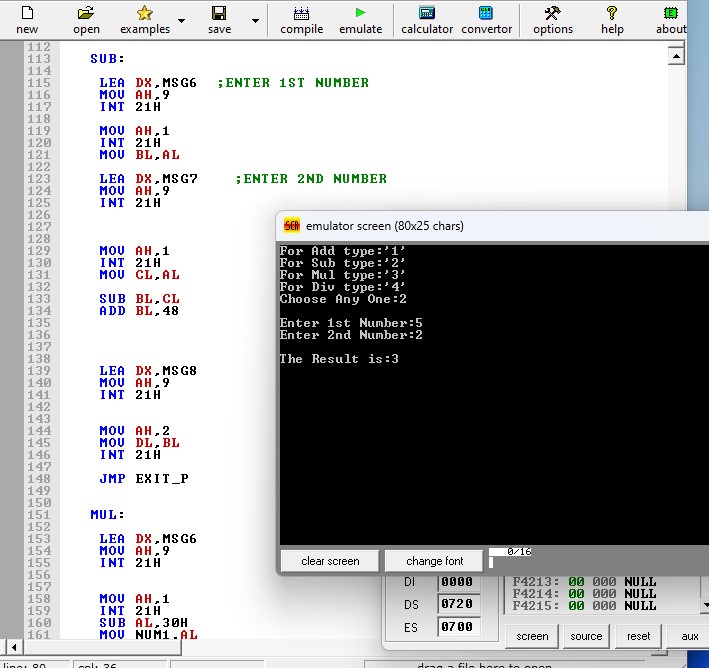 new open examples save compile emulate calculator convertor options help about
112
113 SUB:
114
115 LEA DX,MSG6 ;ENTER 1ST NUMBER
116 MOV AH,9
117 INT 21H
118
119 MOV AH,1
120 INT 21H
121 MOV BL,AL
122
123 LEA DX,MSG7 ;ENTER 2ND NUMBER
124 MOV AH,9
125 INT 21H
126
127
128
129 MOV AH,1
130 INT 21H
131 MOV CL,AL
132
133 SUB BL,CL
134 ADD BL,48
135
136
137
138
139 LEA DX,MSG8
140 MOV AH,9
141 INT 21H
142
143
144 MOV AH,2
145 MOV DL,BL
146 INT 21H
147
148 JMP EXIT_P
149
150
151 MUL:
152
153 LEA DX,MSG6
154 MOV AH,9
155 INT 21H
156
157
158 MOV AH,1
159 INT 21H
160 SUB AL,30H
161 MOV NUM1,AL
SCR emulator screen (80x25 chars)
For Add type:'1'
For Sub type:'2'
For Mul type:'3'
For Div type:'4'
Choose Any One:2
Enter 1st Number:5
Enter 2nd Number:2
The Result is:3
clear screen change font 0/16
DI 0000
DS 0720
ES 0700
F4213: 00 000 NULL
F4214: 00 000 NULL
F4215: 00 000 NULL
screen source reset aux
line: 80 col: 36 drag a file here to open